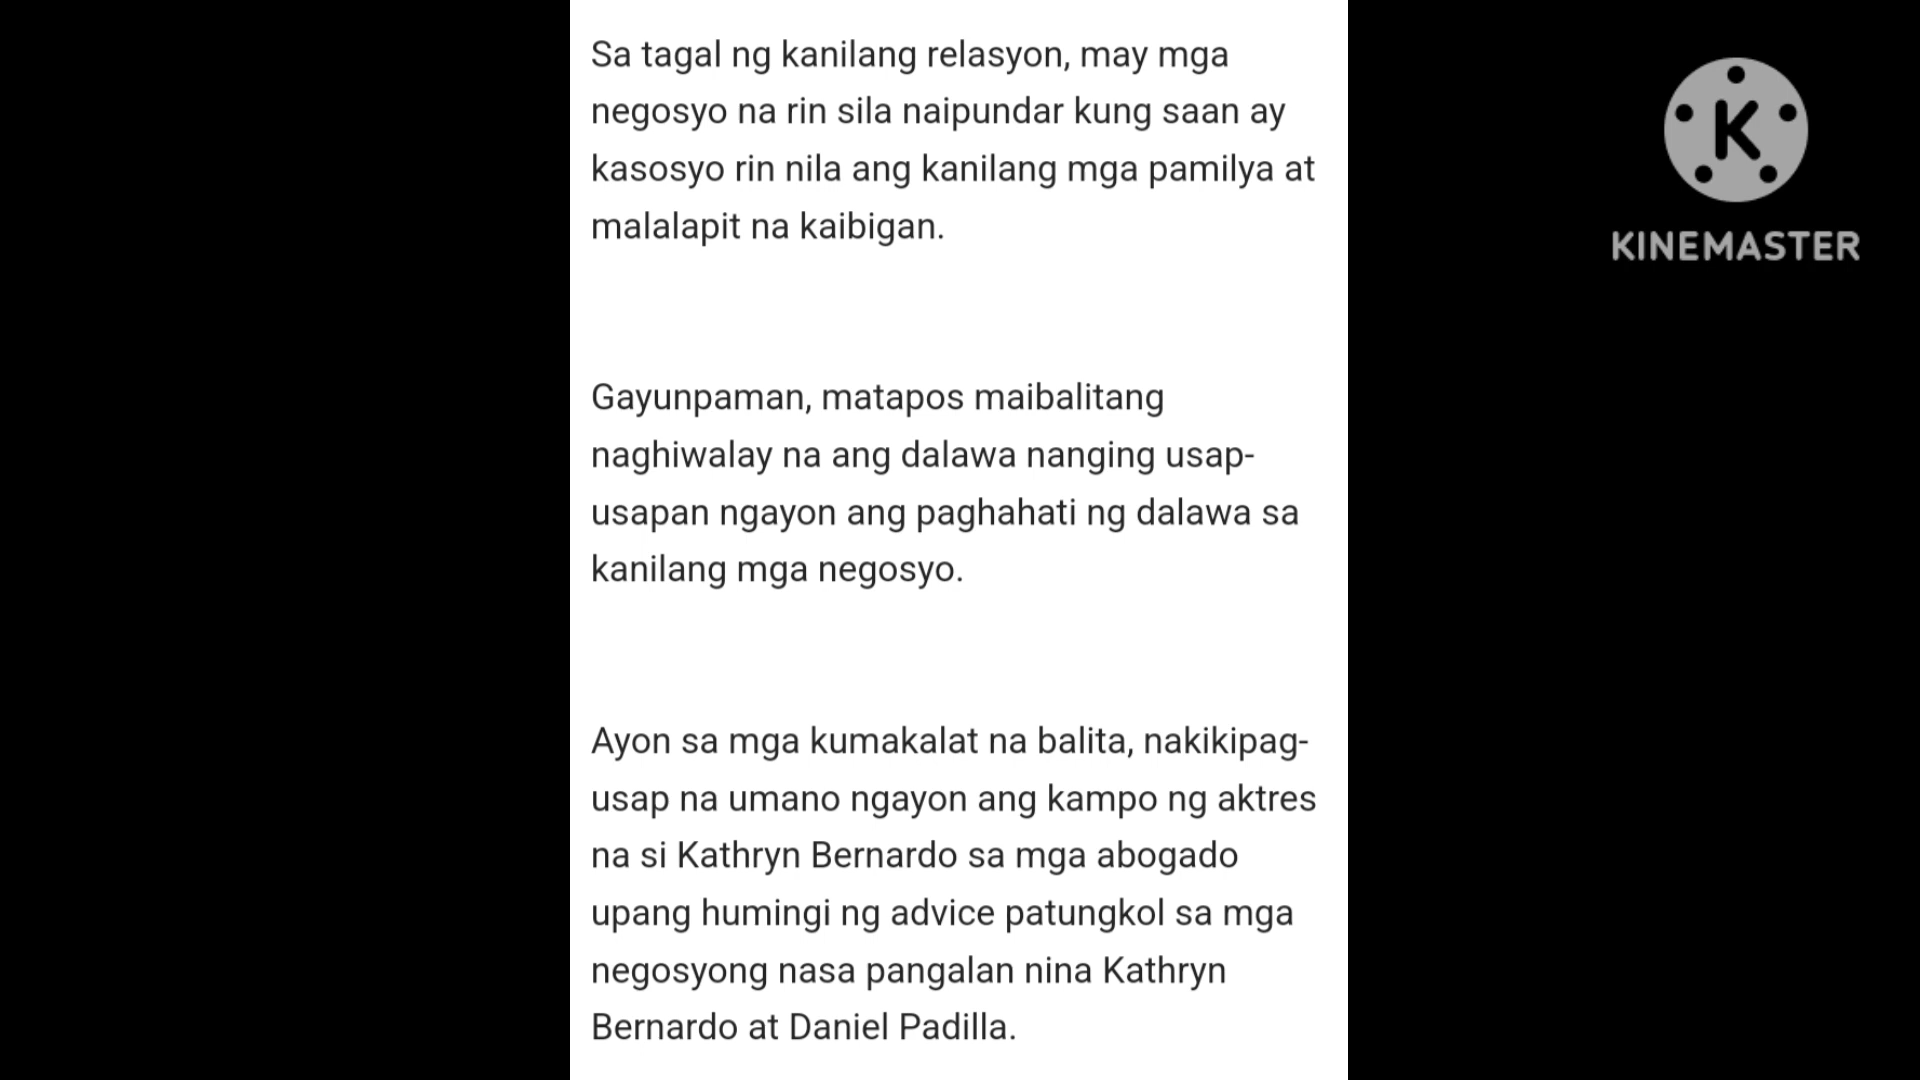 Sa tagal ng kanilang relasyon, may mga
negosyo na rin sila naipundar kung saan ay
kasosyo rin nila ang kanilang mga pamilya at
malalapit na kaibigan.
Gayunpaman, matapos maibalitang
naghiwalay na ang dalawa nanging usap-
usapan ngayon ang paghahati ng dalawa sa
kanilang mga negosyo.
Ayon sa mga kumakalat na balita, nakikipag-
usap na umano ngayon ang kampo ng aktres
na si Kathryn Bernardo sa mga abogado
upang humingi ng advice patungkol sa mga
negosyong nasa pangalan nina Kathryn
Bernardo at Daniel Padilla.
K
KINEMASTER